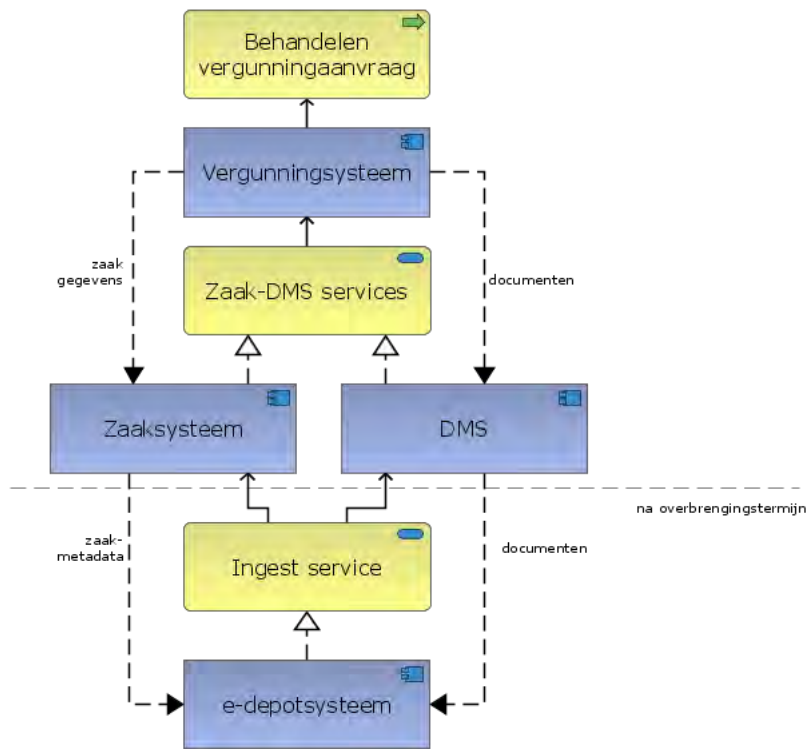 Behandelen
vergunningaanvraag
Vergunningsysteem
zaak
gegevens
documenten
Zaak-DMS services
Zaaksysteem
DMS
na overbrengingstermijn
zaak-
metadata
documenten
Ingest service
e-depotsysteem